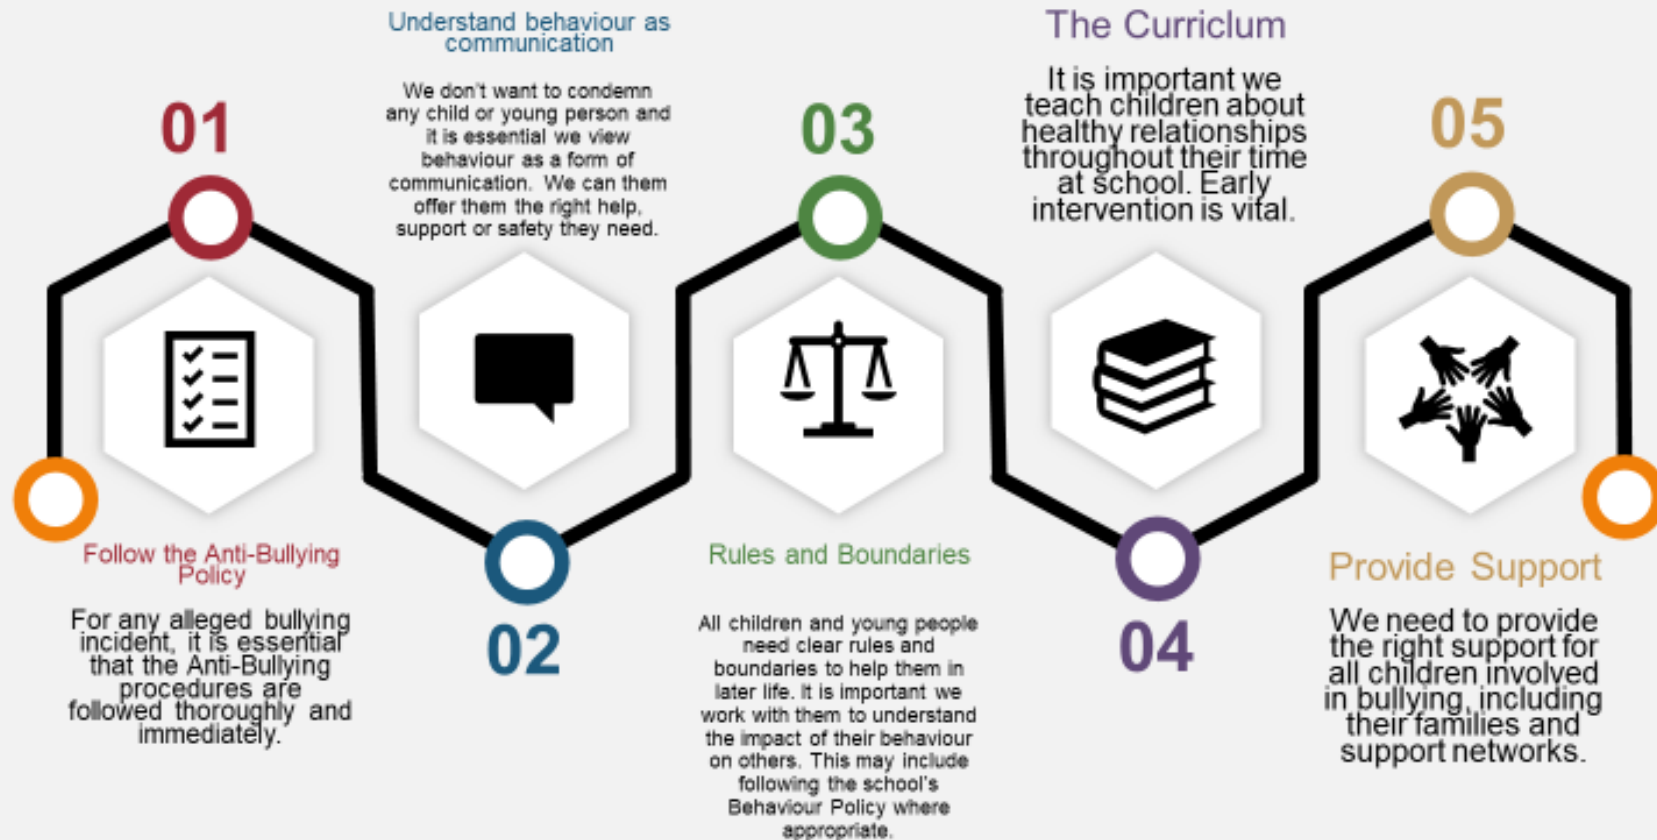 01
Follow the Anti-Bullying
Policy
For any alleged bullying
incident, it is essential
that the Anti-Bullying
procedures are
followed thoroughly and
immediately.
Understand behaviour as
communication
We don't want to condemn
any child or young person and
it is essential we view
behaviour as a form of
communication. We can them
offer them the right help,
support or safety they need.
02
03
Rules and Boundaries
All children and young people
need clear rules and
boundaries to help them in
later life. It is important we
work with them to understand
the impact of their behaviour
on others. This may include
following the school's
Behaviour Policy where
appropriate.
The Curriclum
It is important we
teach children about
healthy relationships
throughout their time
at school. Early
intervention is vital.
04
05
Provide Support
We need to provide
the right support for
all children involved
in bullying, including
their families and
support networks.